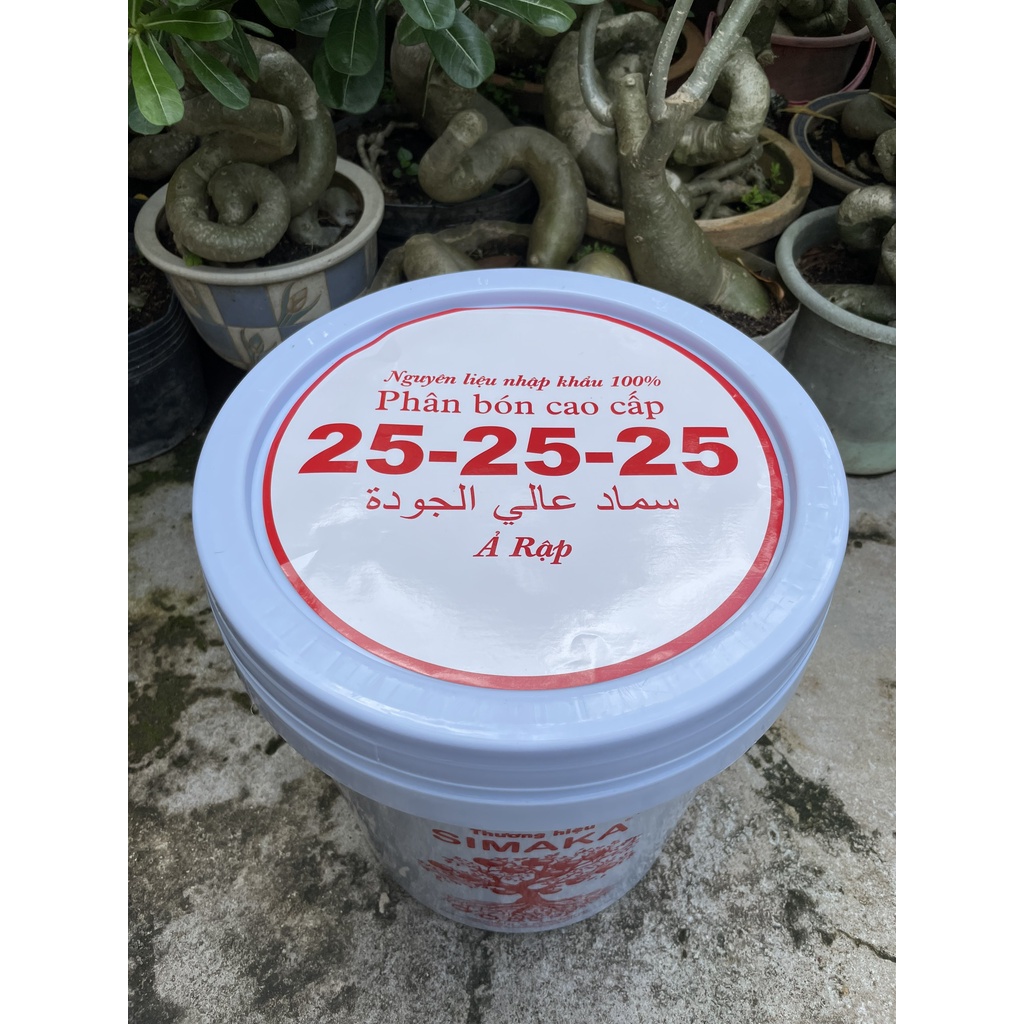 Nguyên liệu nhập khẩu 100%
Phân bón cao cấp
25-25-25
سماد عالي الجودة
Ả Rập
Thương hiệu
SIMAKA